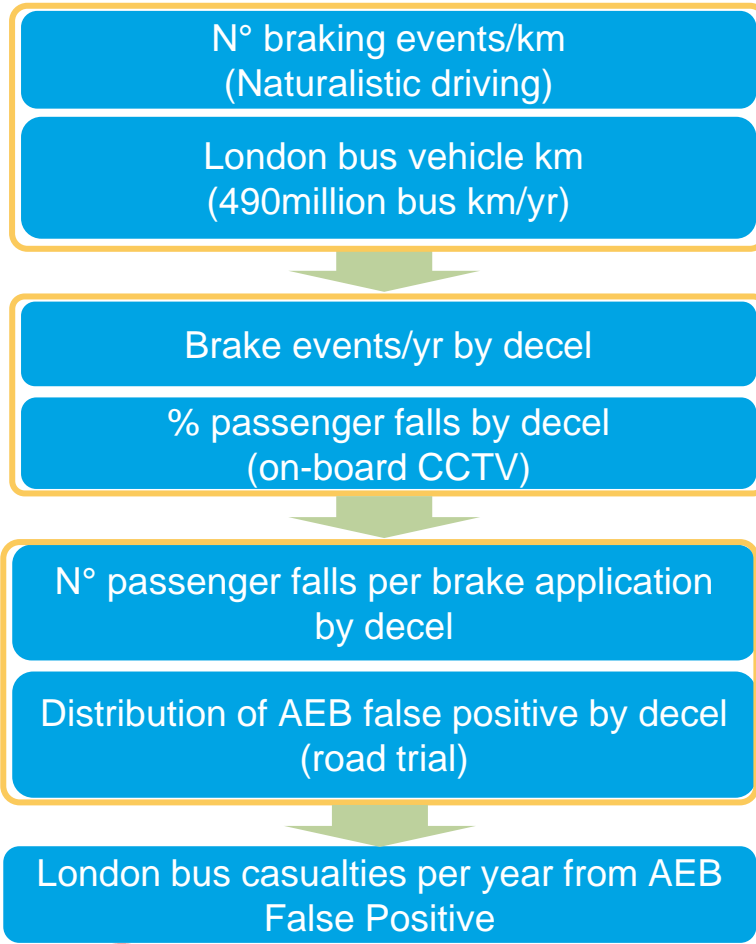 N° braking events/km
(Naturalistic driving)
London bus vehicle km
(490million bus km/yr)
Brake events/yr by decel
% passenger falls by decel
(on-board CCTV)
N° passenger falls per brake application
by decel
Distribution of AEB false positive by decel
(road trial)
London bus casualties per year from AEB
False Positive